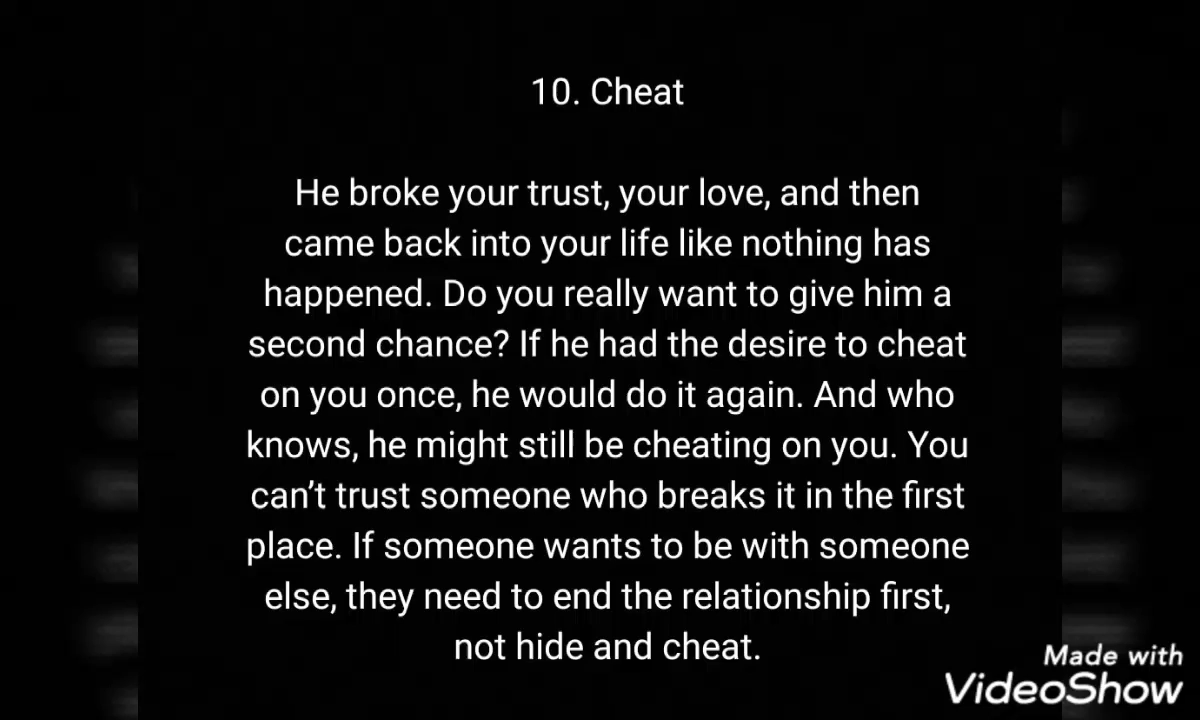 10. Cheat
He broke your trust, your love, and then
came back into your life like nothing has
happened. Do you really want to give him a
second chance? If he had the desire to cheat
on you once, he would do it again. And who
knows, he might still be cheating on you. You
can’t trust someone who breaks it in the first
place. If someone wants to be with someone
else, they need to end the relationship first,
not hide and cheat.
Made with
VideoShow